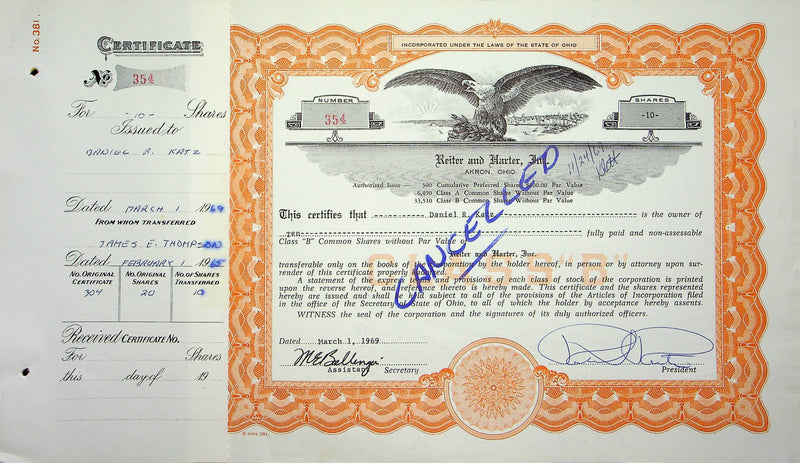 No. 381.
CERTIFICATE
No 354
For -10- Shares
Issued to
DANIEL R. KATZ
Dated MARCH 1 1969
FROM WHOM TRANSFERRED
JAMES E. THOMPSON
Dated FEBRUARY 1 1965
NO. ORIGINAL CERTIFICATE NO. ORIGINAL SHARES NO. OF SHARES TRANSFERRED
304 20 10
Received CERTIFICATE NO.
For Shares
this day of 19
INCORPORATED UNDER THE LAWS OF THE STATE OF OHIO
NUMBER
354
SHARES
-10-
Reiter and Harter, Inc.
AKRON, OHIO
11/24/69
Authorized Issue 500 Cumulative Preferred Shares $100.00 Par Value
6,490 Class A Common Shares Without Par Value
33,510 Class B Common Shares Without Par Value
CANCELLED
This certifies that Daniel R. Katz is the owner of
TEN fully paid and non-assessable
Class "B" Common Shares without Par Value of
Reiter and Harter, Inc.
CLASS "B"
transferable only on the books of the corporation by the holder hereof, in person or by attorney upon sur-
render of this certificate properly endorsed.
A statement of the express terms of each class of stock of the corporation is printed
upon the reverse hereof, and reference thereto is hereby made. This certificate and the shares represented
hereby are issued and shall be held subject to all of the provisions of the Articles of Incorporation filed
in the office of the Secretary of State of Ohio, to all of which the holder by acceptance hereby assents.
WITNESS the seal of the corporation and the signatures of its duly authorized officers.
Dated March 1, 1969
Assistant Secretary
President